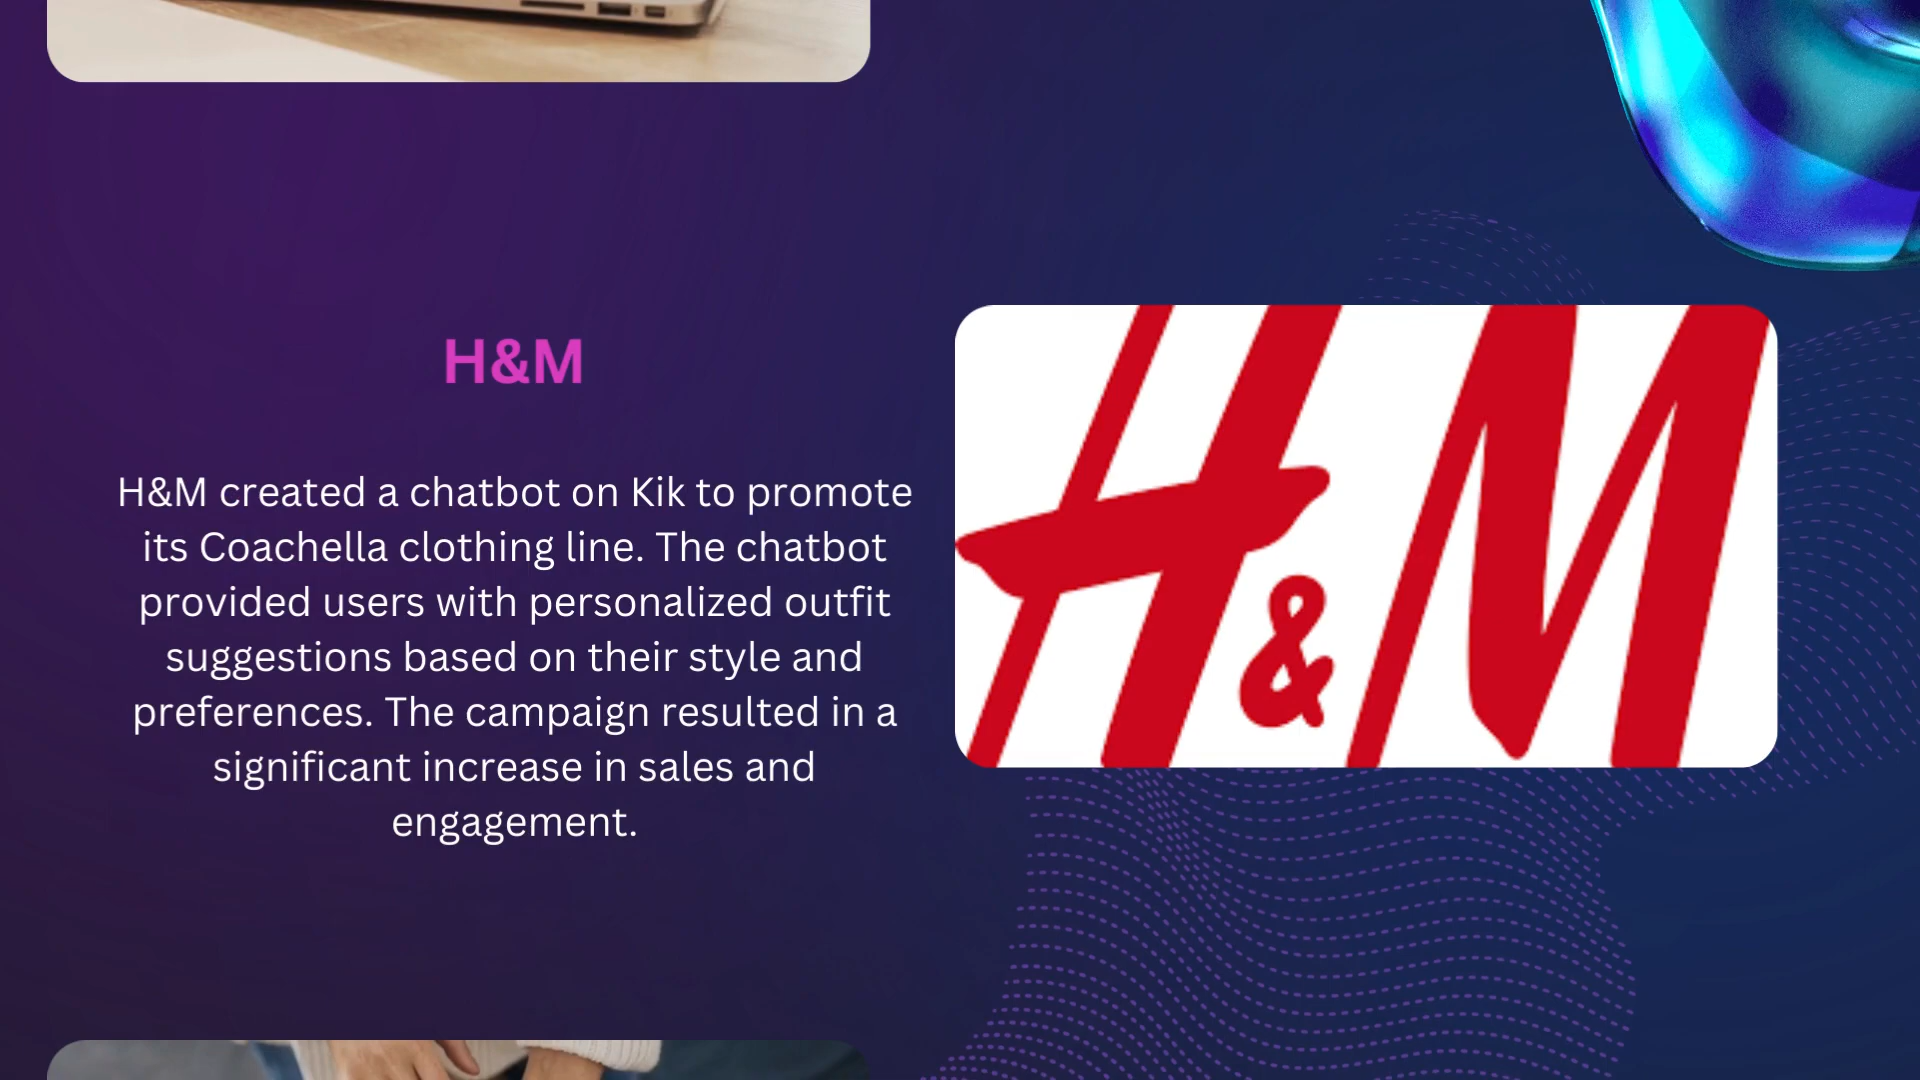 H&M
H&M created a chatbot on Kik to promote
its Coachella clothing line. The chatbot
provided users with personalized outfit
suggestions based on their style and
preferences. The campaign resulted in a
significant increase in sales and
engagement.
H&M